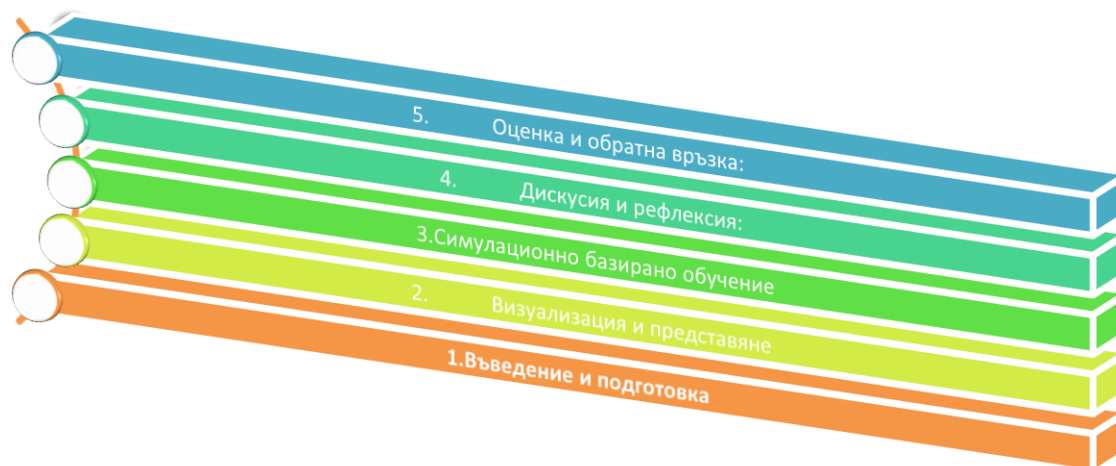 5. Оценка и обратна връзка:
4. Дискусия и рефлексия:
3.Симулационно базирано обучение
2. Визуализация и представяне
1.Въведение и подготовка